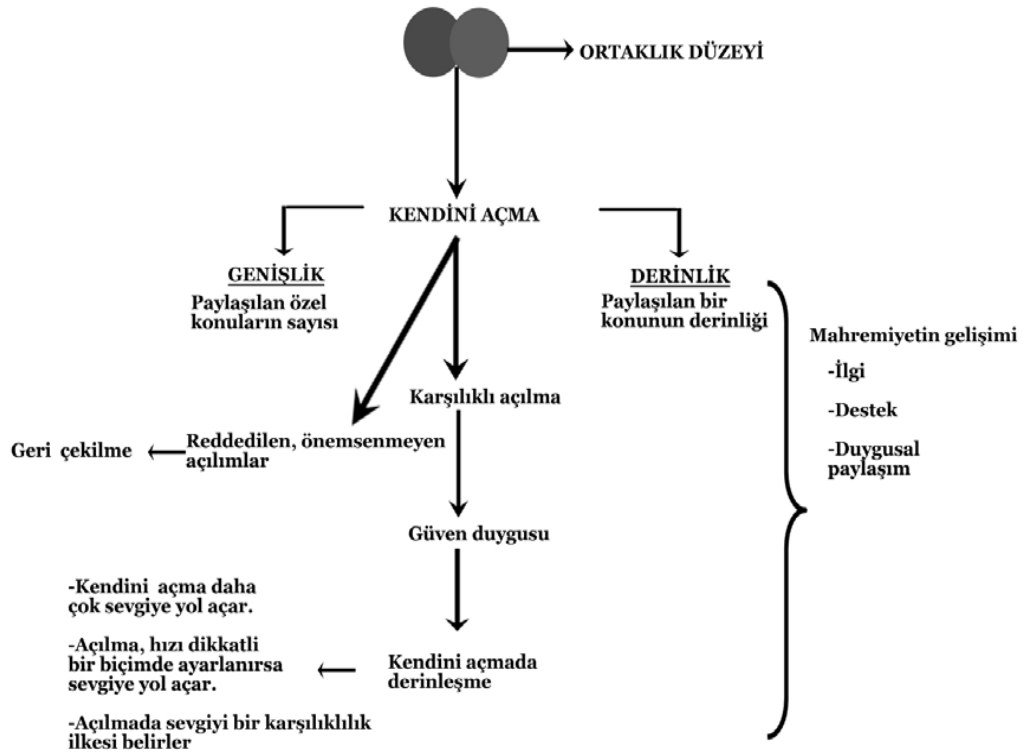 ORTAKLIK DÜZEYİ
KENDİNİ AÇMA
GENİŞLİK
Paylaşılan özel
konuların sayısı
DERİNLİK
Paylaşılan bir
konunun derinliği
Mahremiyetin gelişimi
-İlgi
-Destek
-Duygusal
paylaşım
Karşılıklı açılma
Reddedilen, önemsenmeyen
açılımlar
Geri çekilme
Güven duygusu
Kendini açmada
derinleşme
-Kendini açma daha
çok sevgiye yol açar.
-Açılma, hızı dikkatli
bir biçimde ayarlanırsa
sevgiye yol açar.
-Açılmada sevgiyi bir karşılıklılık
ilkesi belirler